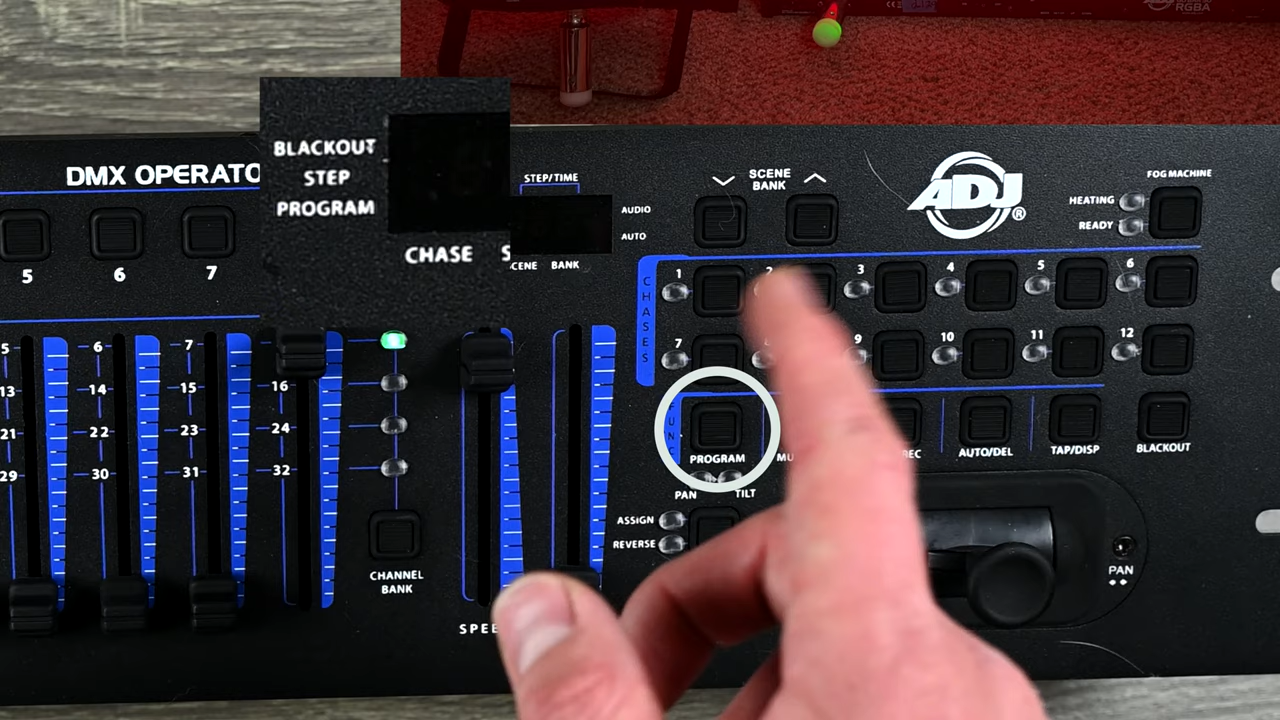 RGBA
DMX OPERATO
BLACKOUT
STEP
PROGRAM
CHASE
STEP/TIME
AUDIO
AUTO
SCENE BANK
SCENE
BANK
ADJ
FOG MACHINE
HEATING
READY
5 6 7
CHASES
1 2 3 4 5 6
7 9 10 11 12
5 6 7
13 14 15 16
21 22 23 24
29 30 31 32
PROGRAM
AUTO/DEL
TAP/DISP
BLACKOUT
PAN TILT
ASSIGN
REVERSE
CHANNEL
BANK
PAN